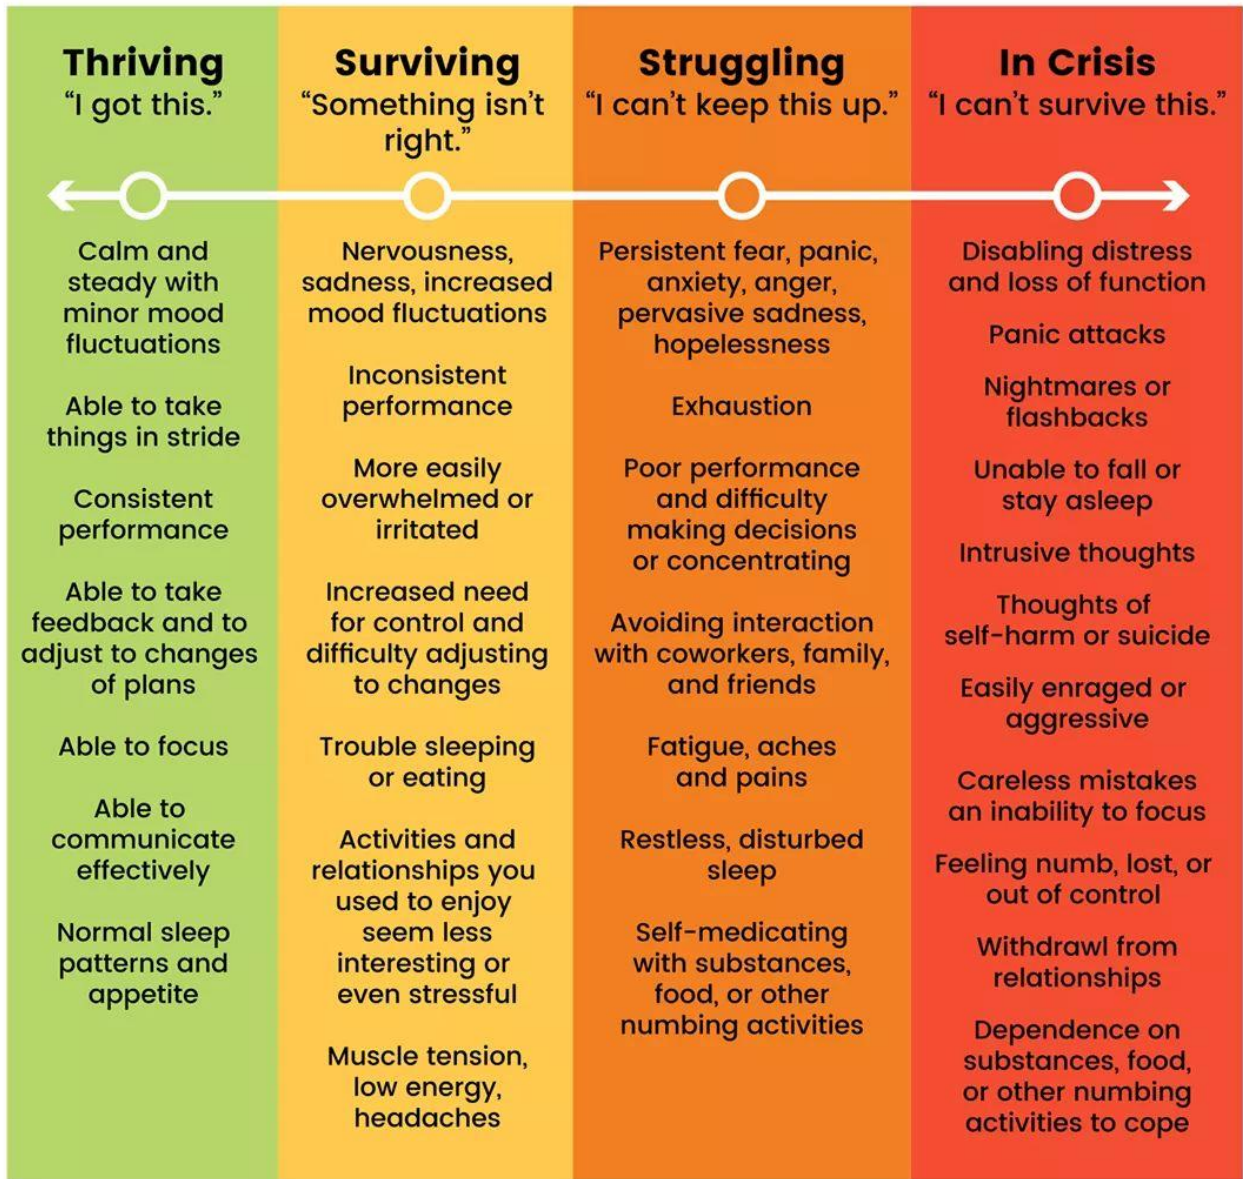 Thriving
“I got this.”
Calm and
steady with
minor mood
fluctuations
Able to take
things in stride
Consistent
performance
Able to take
feedback and to
adjust to changes
of plans
Able to focus
Able to
communicate
effectively
Normal sleep
patterns and
appetite
Surviving
“Something isn’t
right.”
Nervousness,
sadness, increased
mood fluctuations
Inconsistent
performance
More easily
overwhelmed or
irritated
Increased need
for control and
difficulty adjusting
to changes
Trouble sleeping
or eating
Activities and
relationships you
used to enjoy
seem less
interesting or
even stressful
Muscle tension,
low energy,
headaches
Struggling
“I can’t keep this up.”
Persistent fear, panic,
anxiety, anger,
pervasive sadness,
hopelessness
Exhaustion
Poor performance
and difficulty
making decisions
or concentrating
Avoiding interaction
with coworkers, family,
and friends
Fatigue, aches
and pains
Restless, disturbed
sleep
Self-medicating
with substances,
food, or other
numbing activities
In Crisis
“I can’t survive this.”
Disabling distress
and loss of function
Panic attacks
Nightmares or
flashbacks
Unable to fall or
stay asleep
Intrusive thoughts
Thoughts of
self-harm or suicide
Easily enraged or
aggressive
Careless mistakes
an inability to focus
Feeling numb, lost, or
out of control
Withdrawl from
relationships
Dependence on
substances, food,
or other numbing
activities to cope